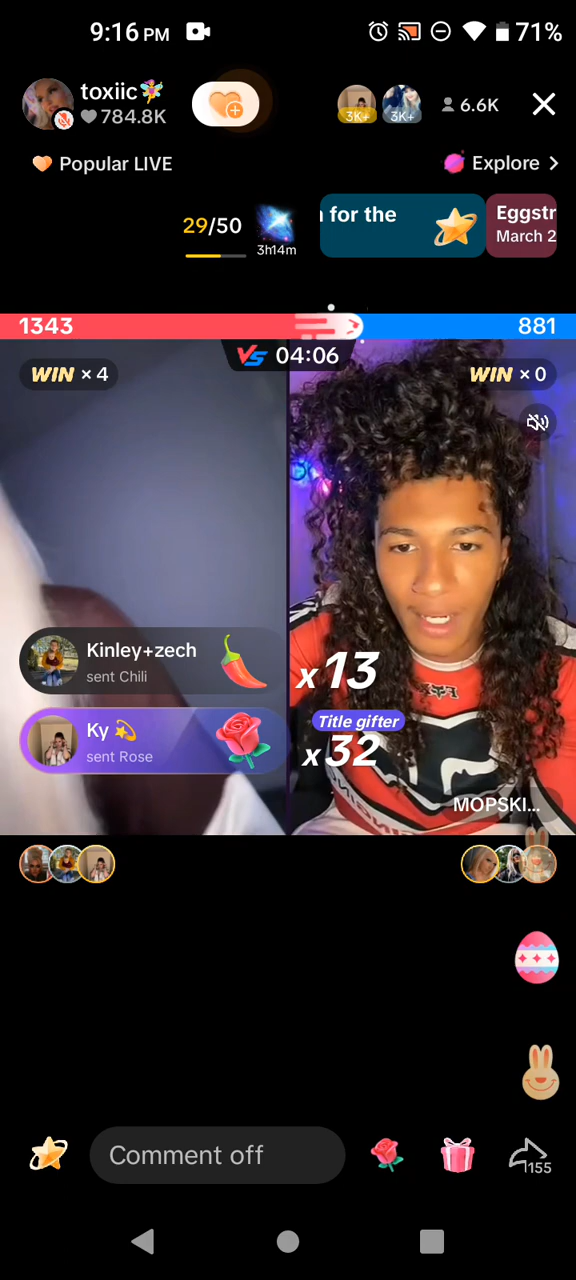 9:16 PM
71%
toxiic
784.8K
3K+
3K+
6.6K
Popular LIVE
Explore >
29/50
3h14m
for the
Eggstr
March 2
1343
881
VS 04:06
WIN × 4
WIN × 0
Kinley+zech
sent Chili
x13
Ky
sent Rose
Title gifter
x32
MOPSKI...
Comment off
155